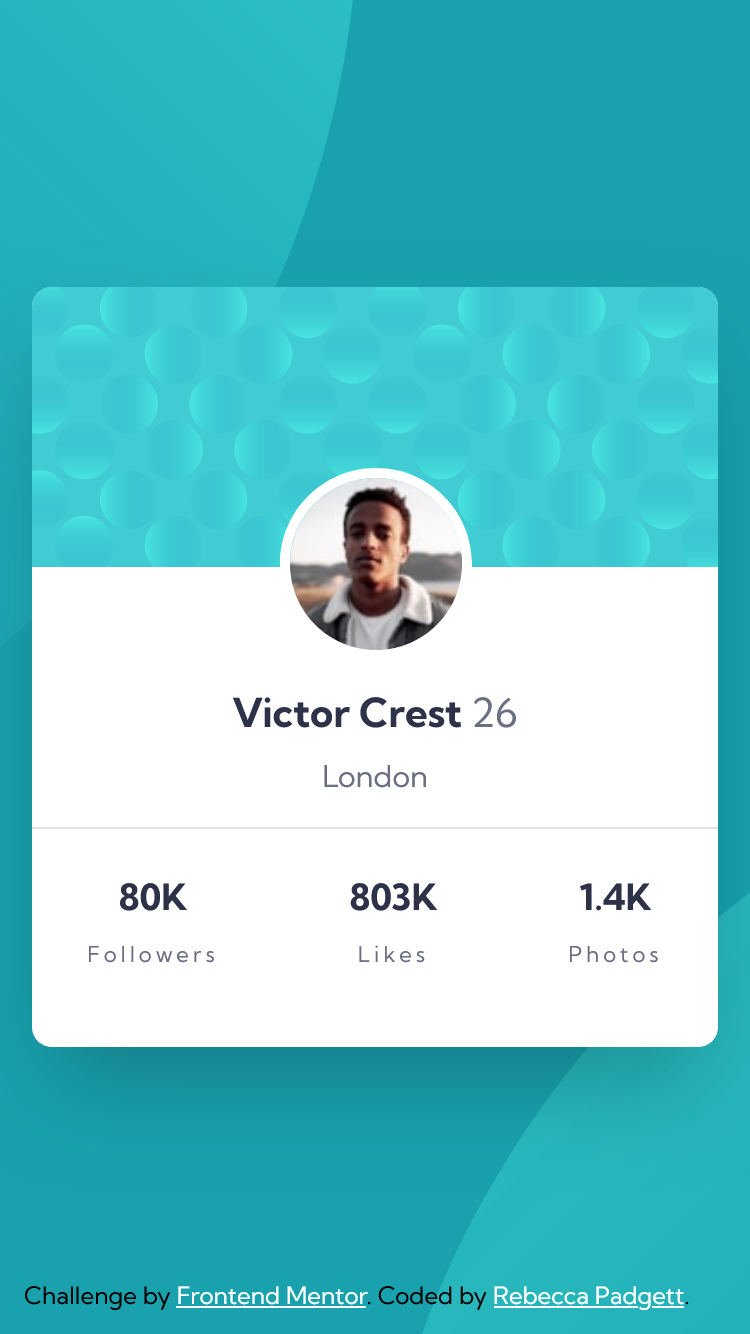 Victor Crest 26
London
80K 803K 1.4K
Followers Likes Photos
Challenge by Frontend Mentor. Coded by Rebecca Padgett.